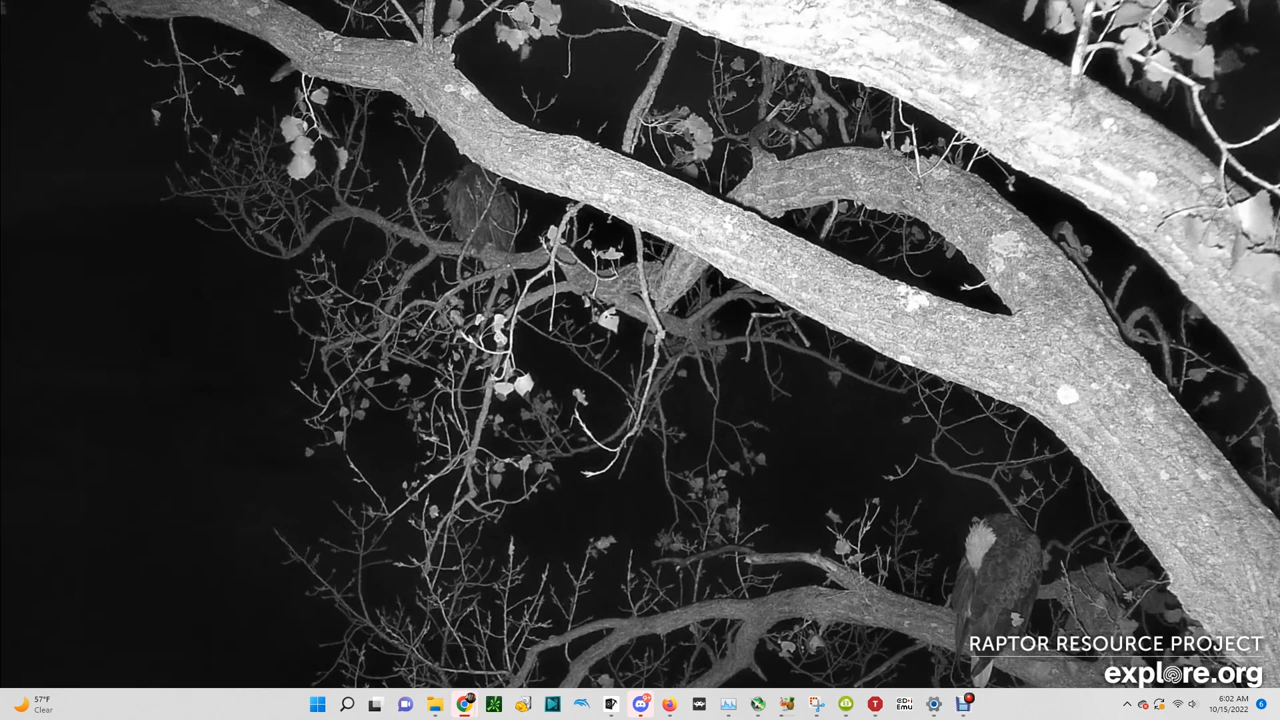 RAPTOR RESOURCE PROJECT
explore.org
57°F
Clear
6:02 AM
10/15/2022